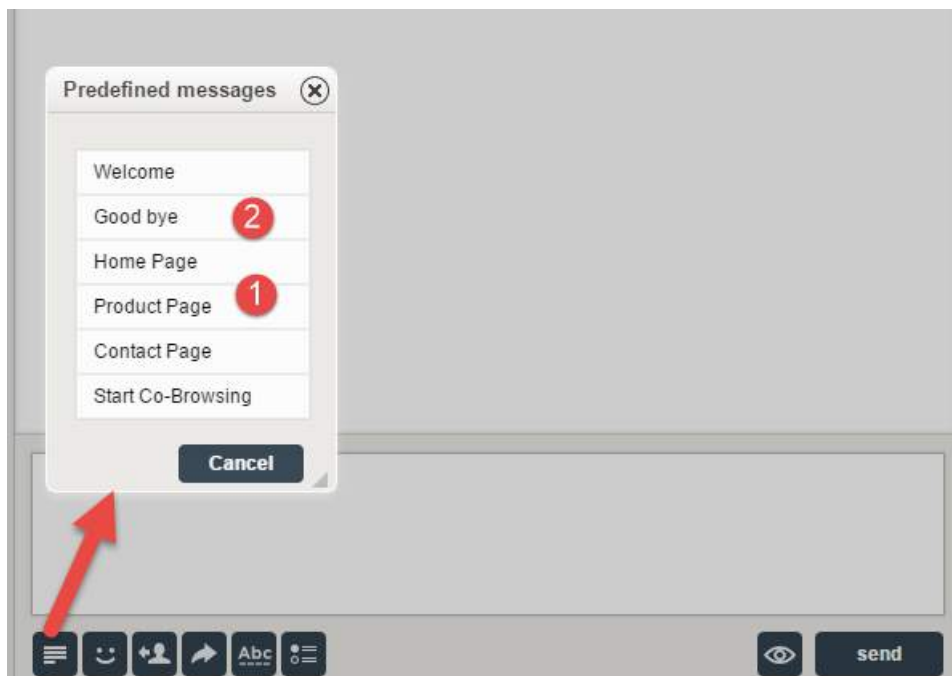 Predefined messages
Welcome
Good bye
2
Home Page
1
Product Page
Contact Page
Start Co-Browsing
Cancel
Abc
send